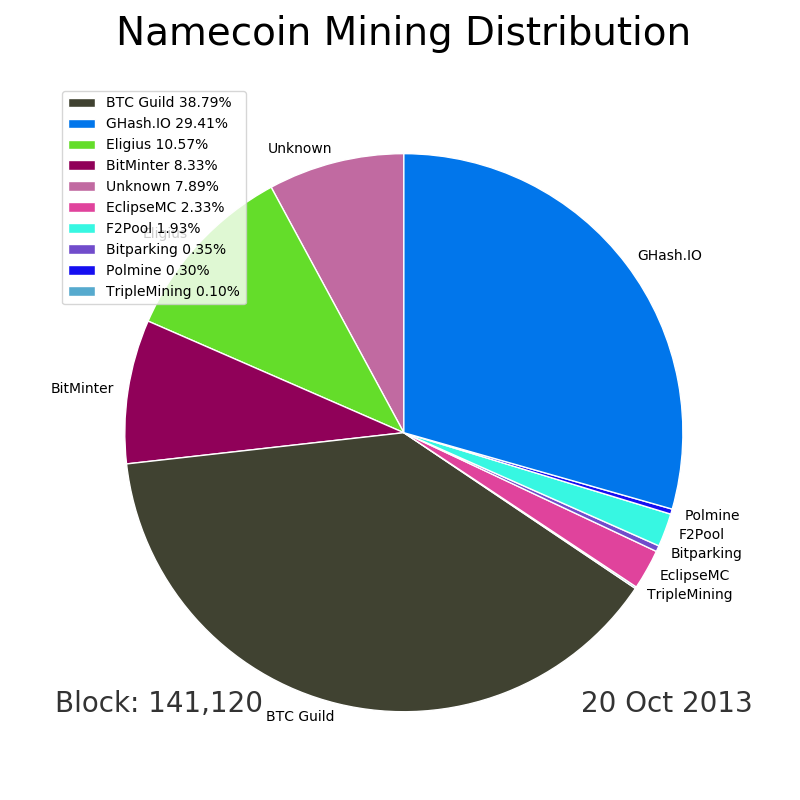 Namecoin Mining Distribution
BTC Guild 38.79%
GHash.IO 29.41%
Eligius 10.57%
BitMinter 8.33%
Unknown 7.89%
EclipseMC 2.33%
F2Pool 1.93%
Bitparking 0.35%
Polmine 0.30%
TripleMining 0.10%
Unknown
Eligius
GHash.IO
BitMinter
Polmine
F2Pool
Bitparking
EclipseMC
TripleMining
BTC Guild
Block: 141,120
20 Oct 2013